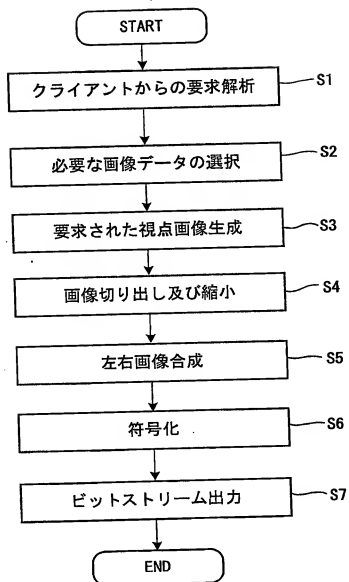 START
クライアントからの要求解析
S1
必要な画像データの選択
S2
要求された視点画像生成
S3
画像切り出し及び縮小
S4
左右画像合成
S5
符号化
S6
ビットストリーム出力
S7
END